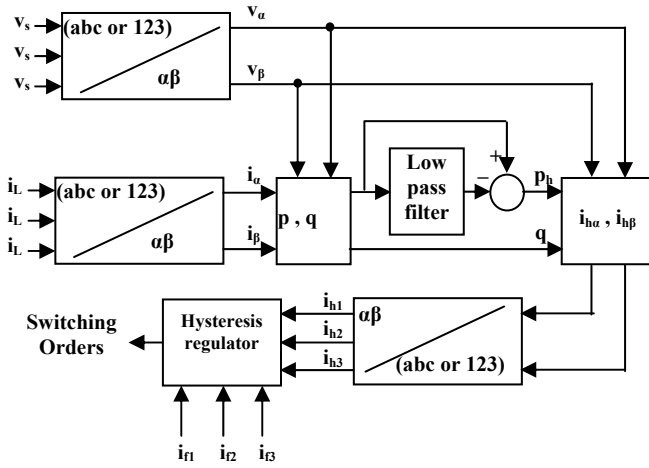 v_s
v_s
v_s
(abc or 123)
αβ
v_α
v_β
i_L
i_L
i_L
(abc or 123)
αβ
i_α
i_β
p , q
Low
pass
filter
+
−
p_h
q
i_hα , i_hβ
Switching
Orders
Hysteresis
regulator
i_h1
i_h2
i_h3
αβ
(abc or 123)
i_f1
i_f2
i_f3